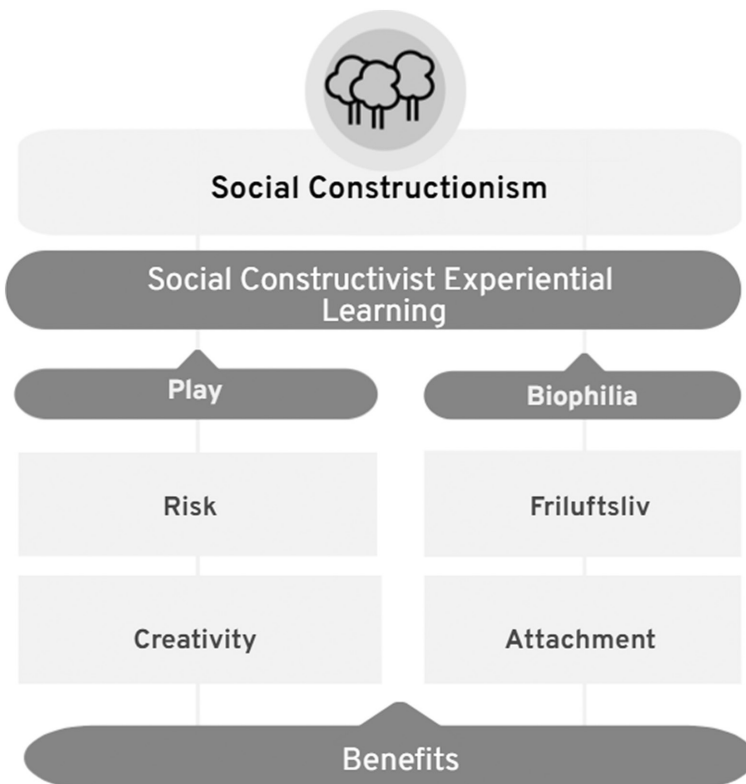 Social Constructionism
Social Constructivist Experiential
Learning
Play
Biophilia
Risk
Friluftsliv
Creativity
Attachment
Benefits